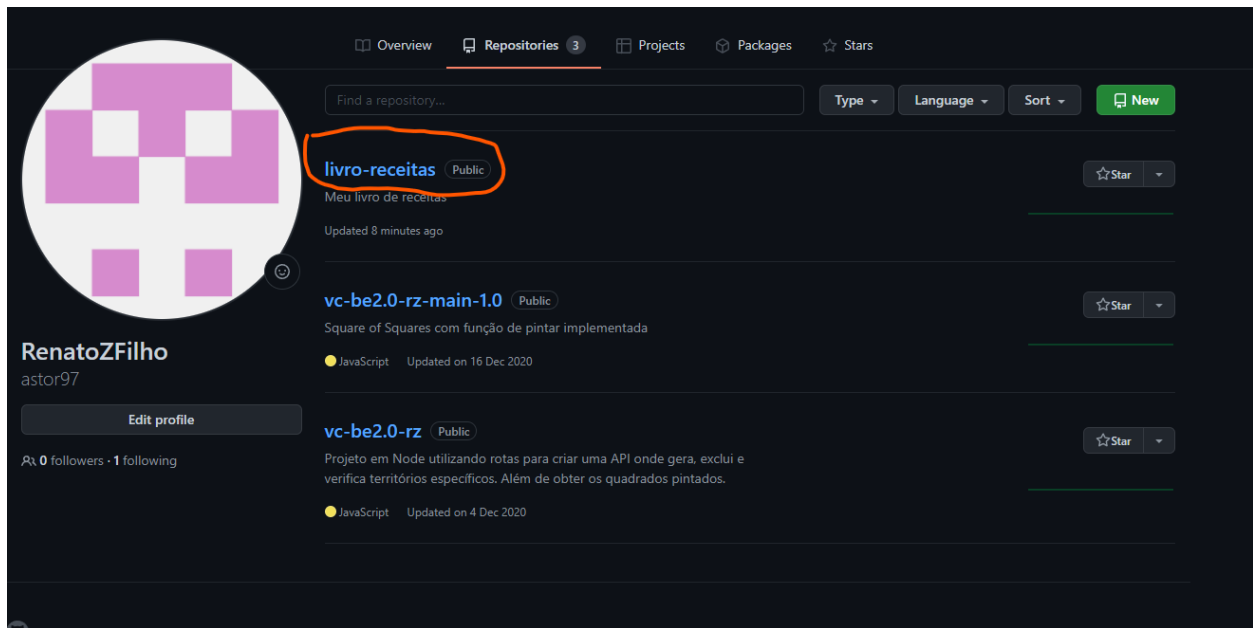 Overview Repositories 3 Projects Packages Stars
Find a repository... Type Language Sort New
livro-receitas Public Star
Meu livro de receitas
Updated 8 minutes ago
vc-be2.0-rz-main-1.0 Public Star
Square of Squares com função de pintar implementada
JavaScript Updated on 16 Dec 2020
RenatoZFilho
astor97
Edit profile
0 followers · 1 following
vc-be2.0-rz Public Star
Projeto em Node utilizando rotas para criar uma API onde gera, exclui e
verifica territórios específicos. Além de obter os quadrados pintados.
JavaScript Updated on 4 Dec 2020